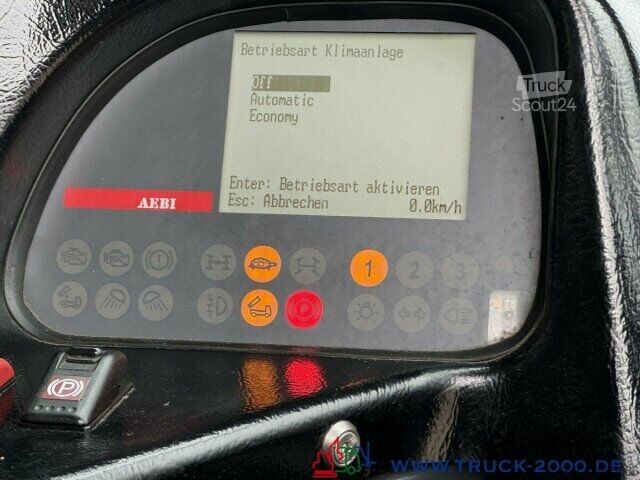 Betriebsart Klimaanlage
Off
Automatic
Economy
Enter: Betriebsart aktivieren
Esc: Abbrechen 0.0km/h
Truck
Scout24
AEBI
1 2 3
P
P
WWW.TRUCK-2000.DE